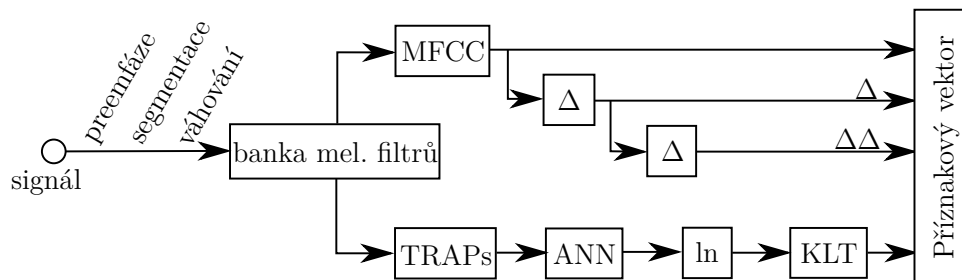 preemfáze
segmentace
váhování
signál
banka mel. filtrů
MFCC
Δ
Δ
Δ
ΔΔ
TRAPs
ANN
ln
KLT
Příznakový vektor